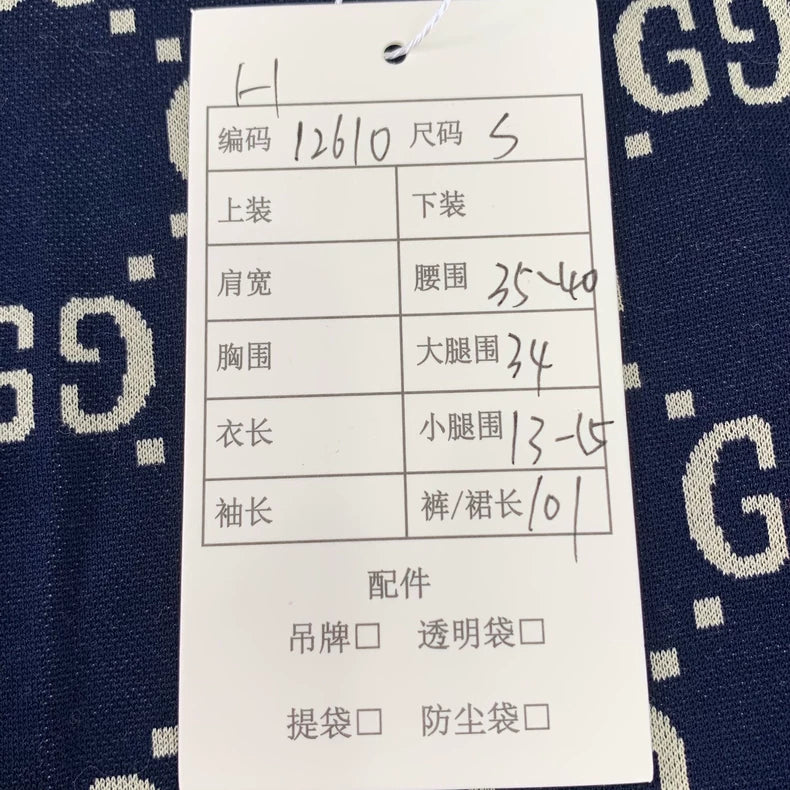 H
编码 12610 尺码 S
上装 下装
肩宽 腰围 35-40
胸围 大腿围 34
衣长 小腿围 13-15
袖长 裤/裙长 101
配件
吊牌□ 透明袋□
提袋□ 防尘袋□
GG
GG
G